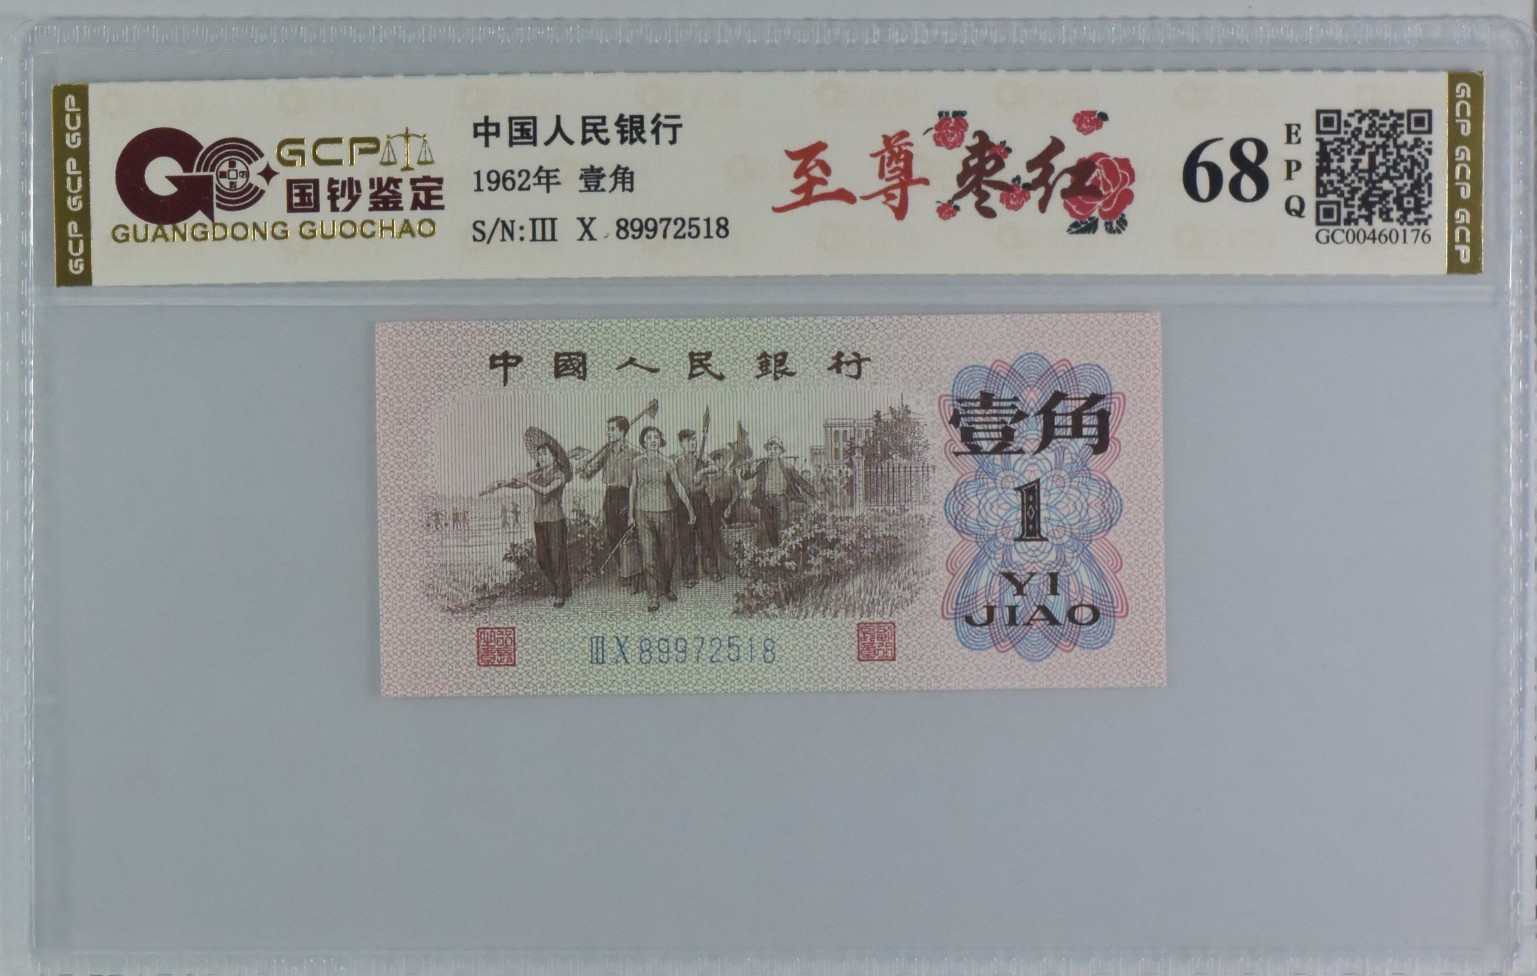 GCP GCP GCP
GCP
国钞鉴定
GUANGDONG GUOCHAO
中国人民银行
1962年 壹角
S/N:III X 89972518
至尊枣红
68
EPQ
GC00460176
GCP GCP GCP
中國人民銀行
壹角
1
YI
JIAO
III X 89972518